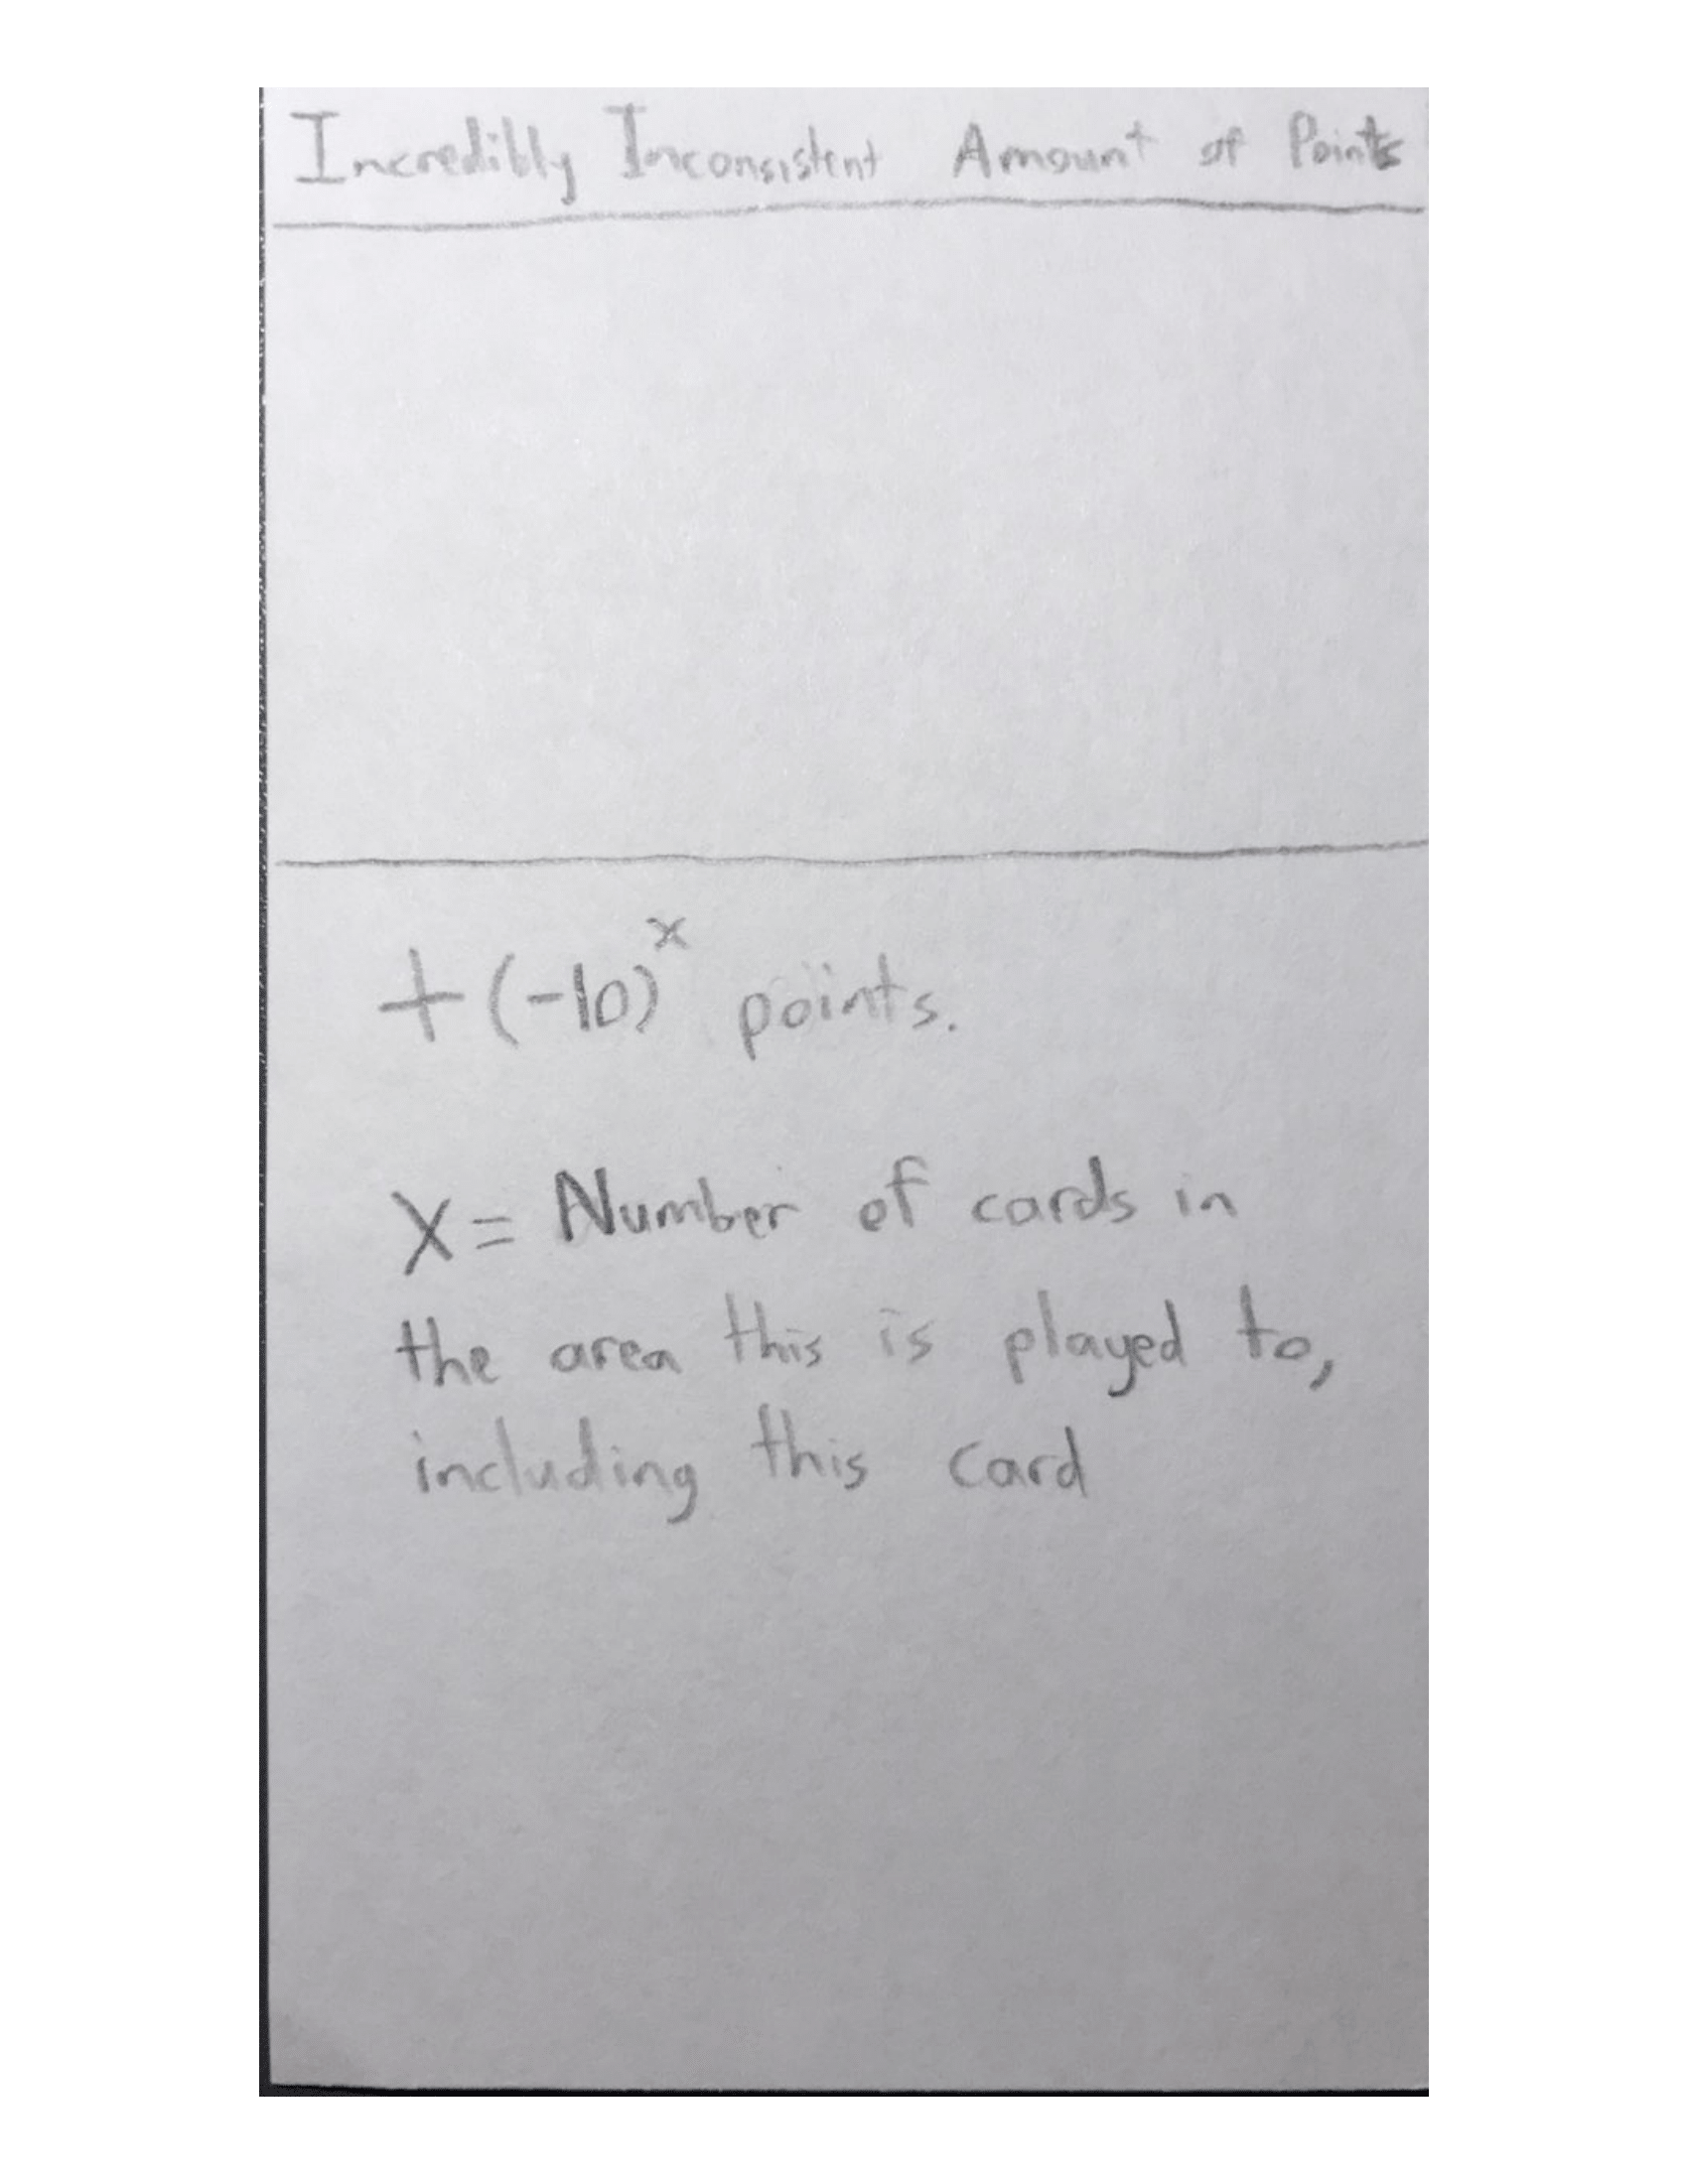 Incredibly Inconsistent Amount of Points
+(-10)^x points.
X= Number of cards in
the area this is played to,
including this card